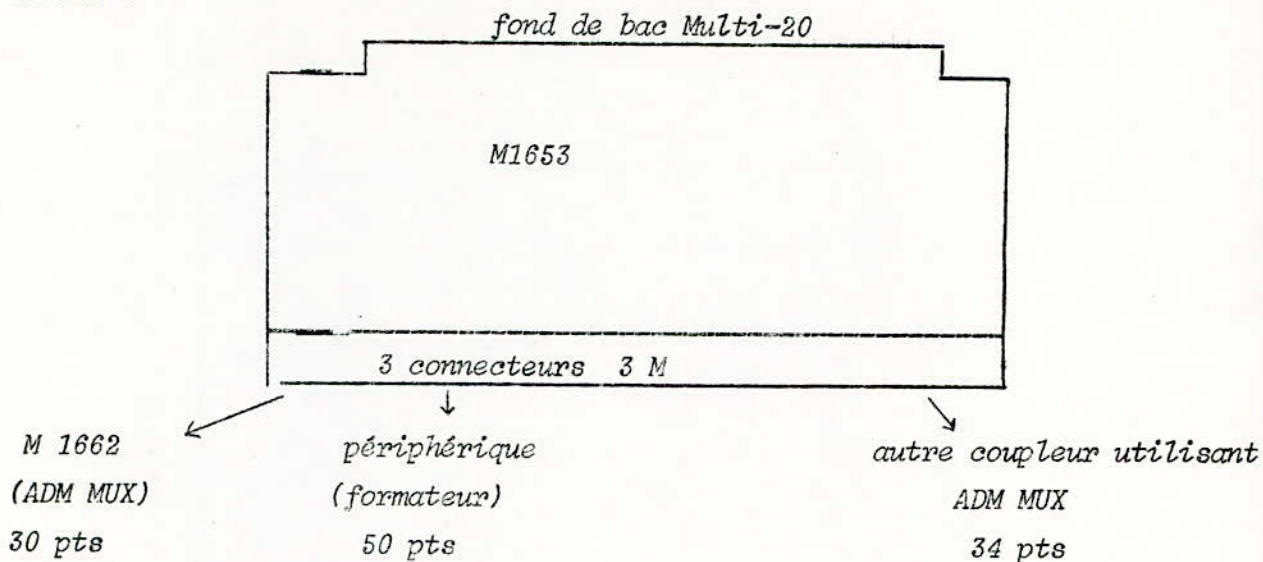 fond de bac Multi-20
M1653
3 connecteurs 3 M
M 1662
(ADM MUX)
30 pts
périphérique
(formateur)
50 pts
autre coupleur utilisant
ADM MUX
34 pts